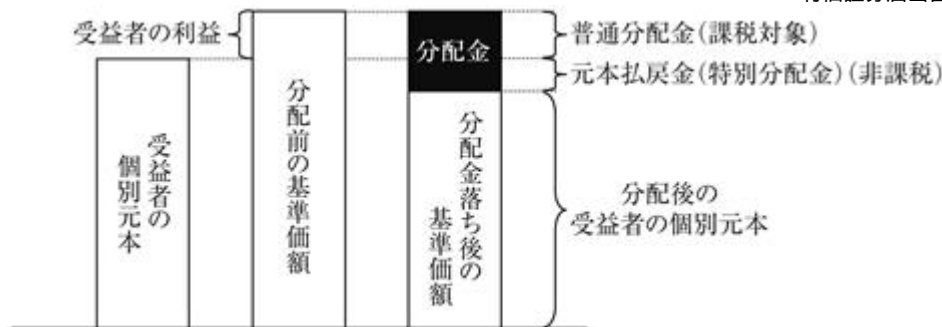 受益者の利益
分配金
普通分配金(課税対象)
元本払戻金(特別分配金)(非課税)
受益者の
個別元本
分配前の基準価額
分配金落ち後の
基準価額
分配後の
受益者の個別元本